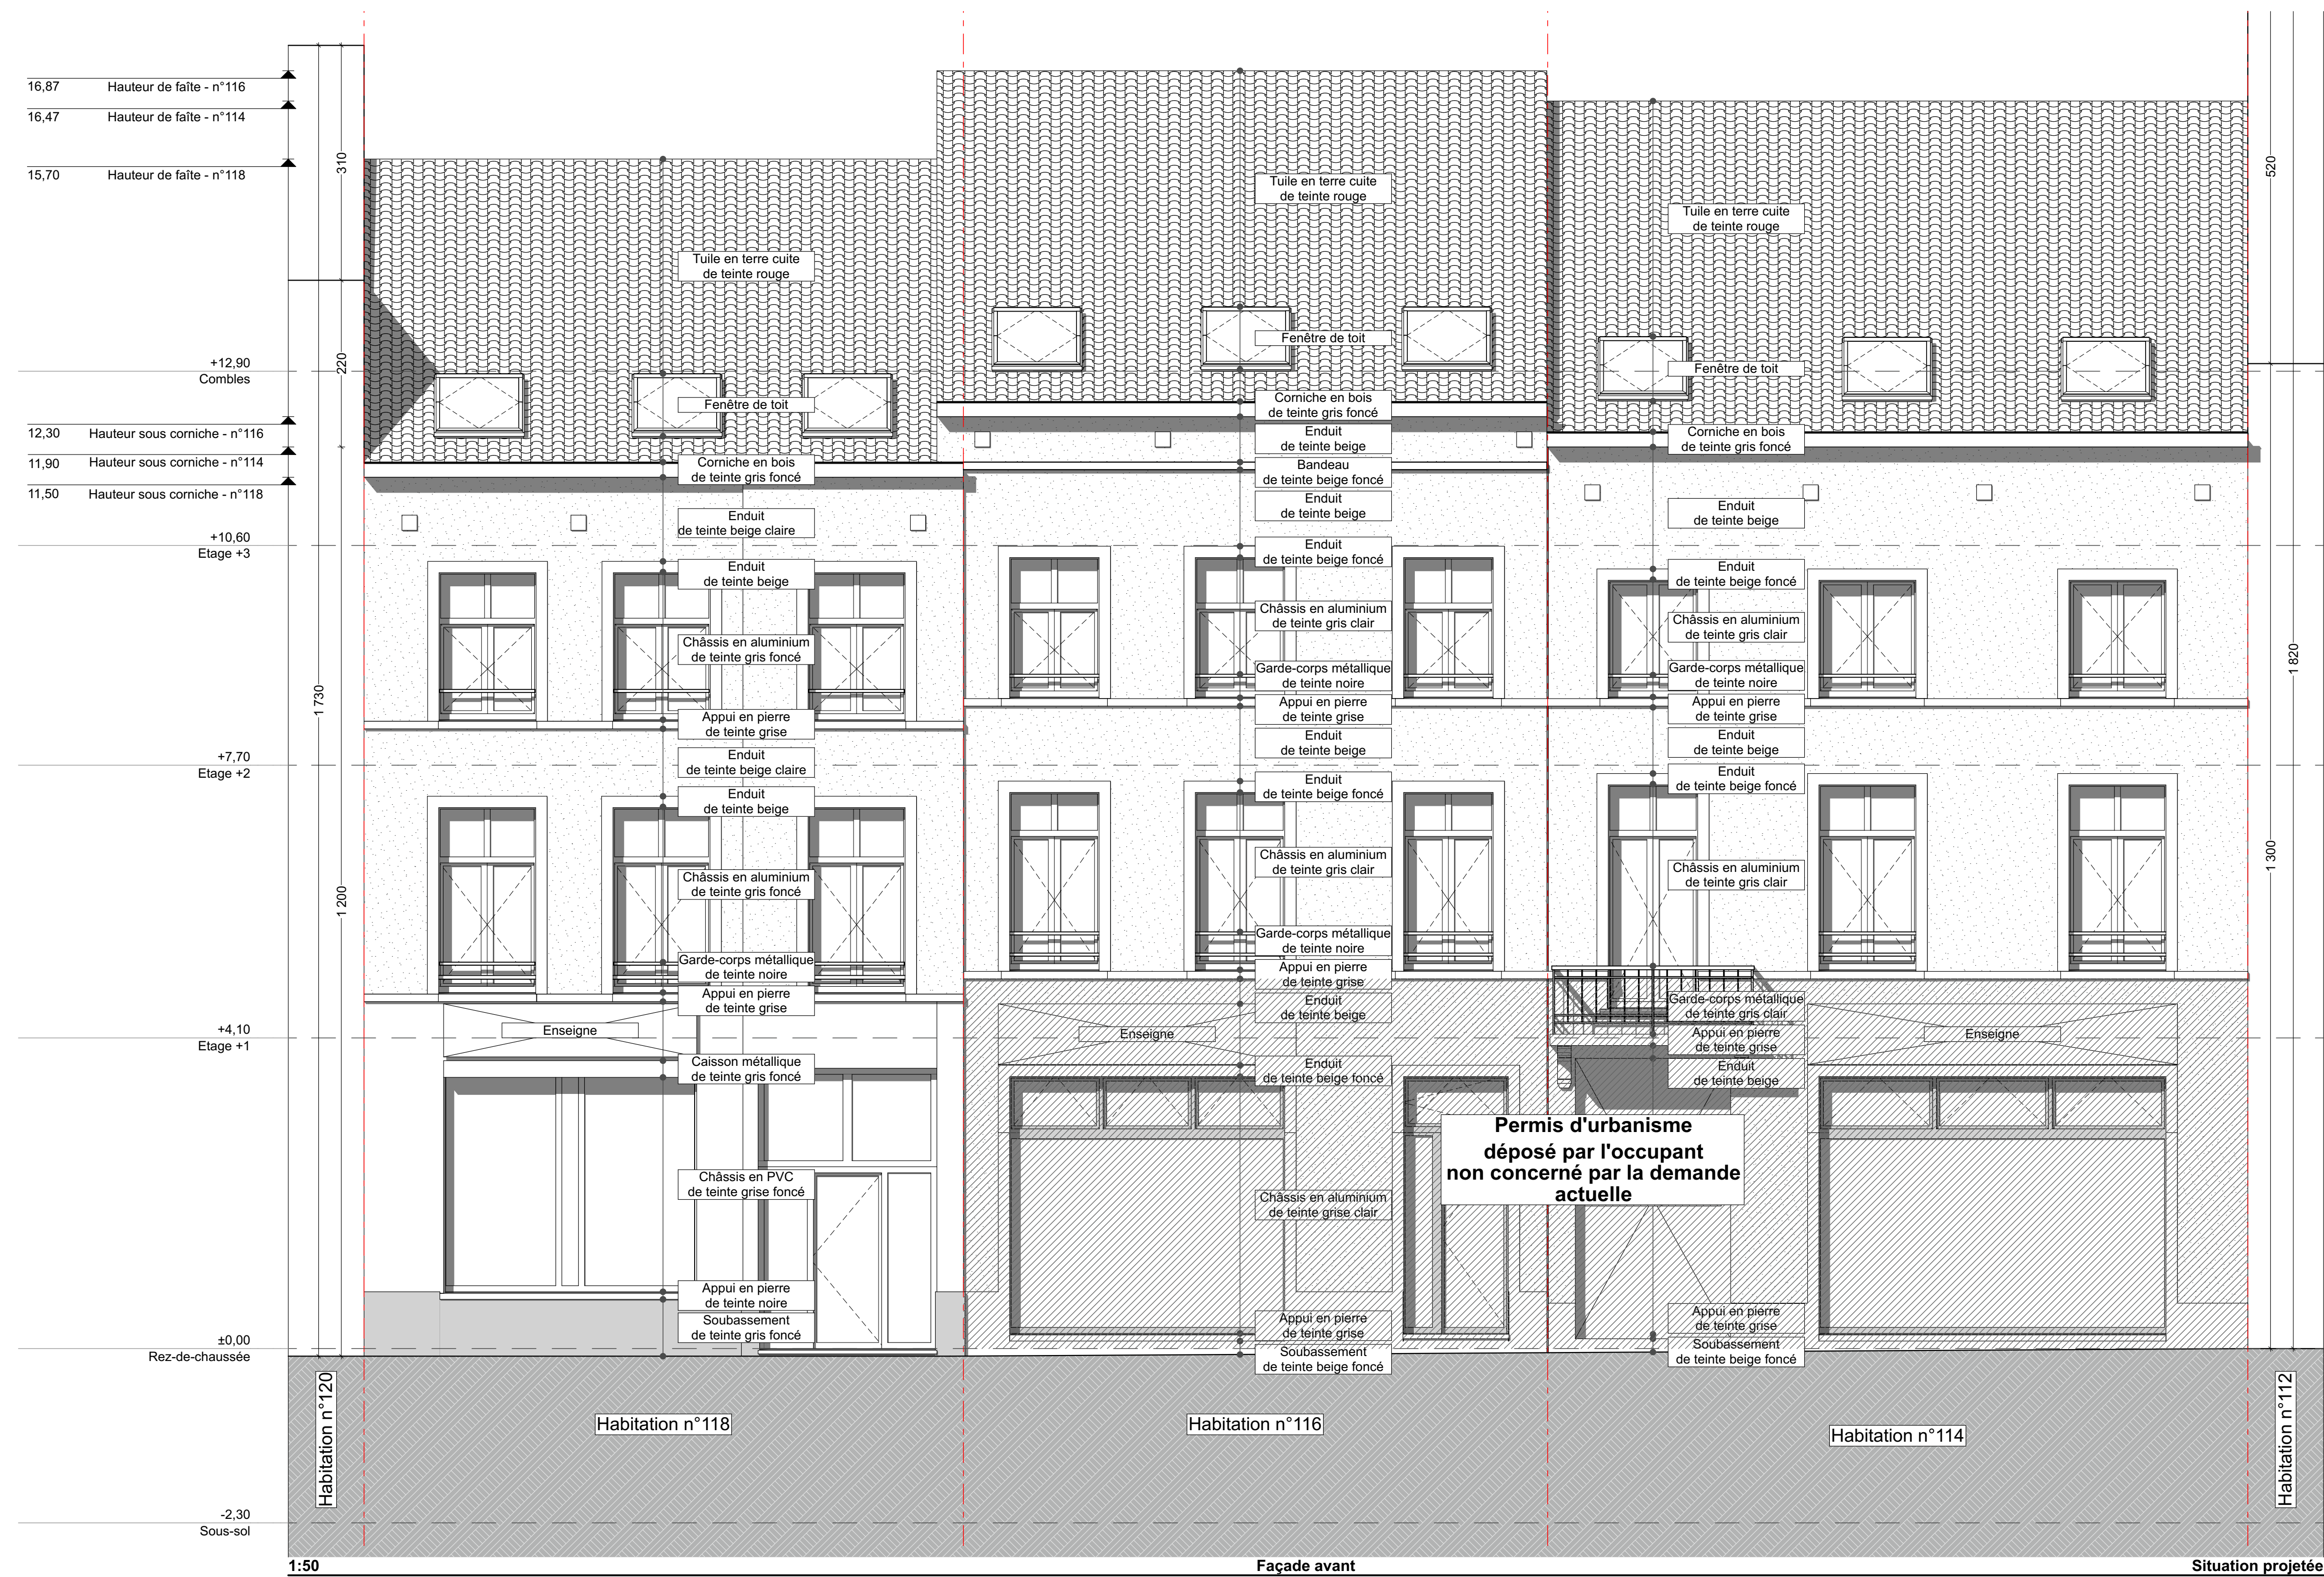 16,87 Hauteur de faîte - n°116
16,47 Hauteur de faîte - n°114
15,70 Hauteur de faîte - n°118
+12,90
Combles
12,30 Hauteur sous corniche - n°116
11,90 Hauteur sous corniche - n°114
11,50 Hauteur sous corniche - n°118
+10,60
Etage +3
+7,70
Etage +2
+4,10
Etage +1
±0,00
Rez-de-chaussée
-2,30
Sous-sol
310
220
1 730
1 200
Tuile en terre cuite
de teinte rouge
Fenêtre de toit
Corniche en bois
de teinte gris foncé
Enduit
de teinte beige claire
Enduit
de teinte beige
Châssis en aluminium
de teinte gris foncé
Appui en pierre
de teinte grise
Enduit
de teinte beige claire
Enduit
de teinte beige
Châssis en aluminium
de teinte gris foncé
Garde-corps métallique
de teinte noire
Appui en pierre
de teinte grise
Enseigne
Caisson métallique
de teinte gris foncé
Châssis en PVC
de teinte grise foncé
Appui en pierre
de teinte noire
Soubassement
de teinte gris foncé
Tuile en terre cuite
de teinte rouge
Fenêtre de toit
Corniche en bois
de teinte gris foncé
Enduit
de teinte beige
Bandeau
de teinte beige foncé
Enduit
de teinte beige
Enduit
de teinte beige foncé
Châssis en aluminium
de teinte gris clair
Garde-corps métallique
de teinte noire
Appui en pierre
de teinte grise
Enduit
de teinte beige
Enduit
de teinte beige foncé
Châssis en aluminium
de teinte gris clair
Garde-corps métallique
de teinte noire
Appui en pierre
de teinte grise
Enduit
de teinte beige
Enseigne
Enduit
de teinte beige foncé
Châssis en aluminium
de teinte grise clair
Appui en pierre
de teinte grise
Soubassement
de teinte beige foncé
Tuile en terre cuite
de teinte rouge
Fenêtre de toit
Corniche en bois
de teinte gris foncé
Enduit
de teinte beige
Enduit
de teinte beige foncé
Châssis en aluminium
de teinte gris clair
Garde-corps métallique
de teinte noire
Appui en pierre
de teinte grise
Enduit
de teinte beige
Enduit
de teinte beige foncé
Châssis en aluminium
de teinte gris clair
Garde-corps métallique
de teinte gris clair
Appui en pierre
de teinte grise
Enduit
de teinte beige
Enseigne
Permis d'urbanisme
déposé par l'occupant
non concerné par la demande
actuelle
Appui en pierre
de teinte grise
Soubassement
de teinte beige foncé
520
1 820
1 300
Habitation n°120
Habitation n°118
Habitation n°116
Habitation n°114
Habitation n°112
1:50
Façade avant
Situation projetée